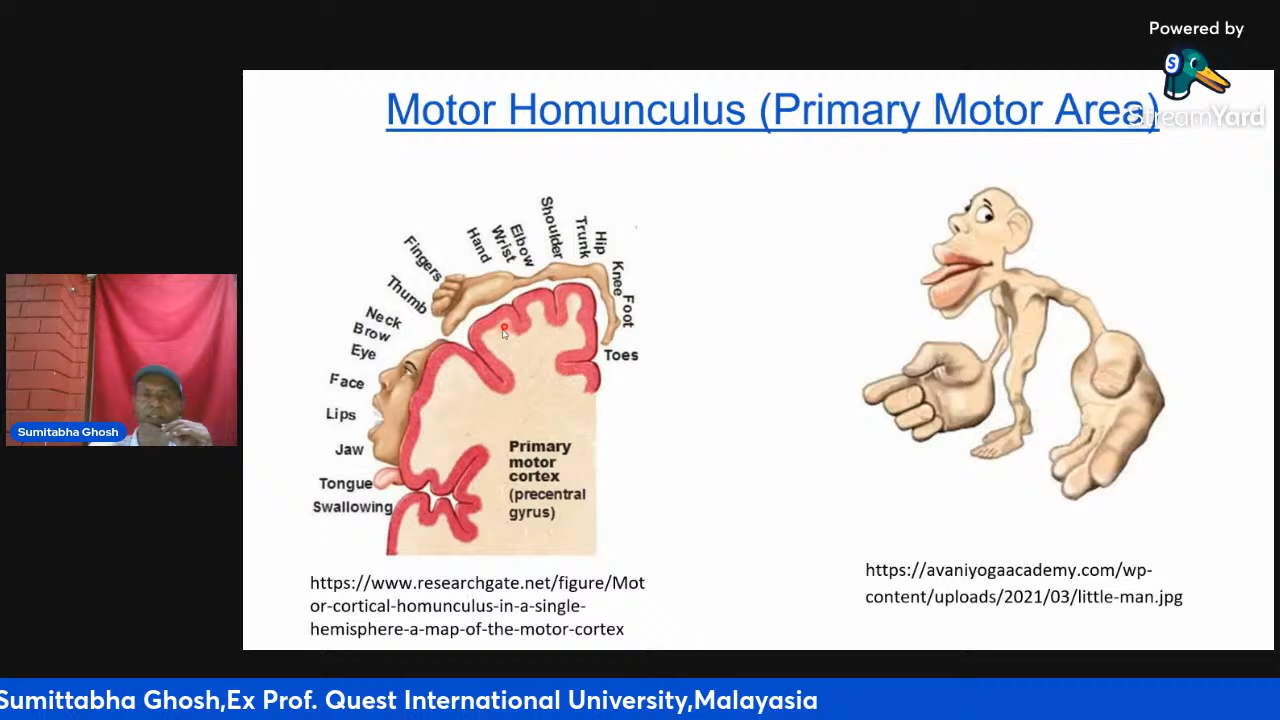 Powered by
S
StreamYard
Motor Homunculus (Primary Motor Area)
Shoulder
Trunk
Hip
Elbow
Wrist
Hand
Fingers
Knee
Foot
Thumb
Neck
Brow
Eye
Toes
Face
Lips
Jaw
Tongue
Swallowing
Primary
motor
cortex
(precentral
gyrus)
https://www.researchgate.net/figure/Mot
or-cortical-homunculus-in-a-single-
hemisphere-a-map-of-the-motor-cortex
https://avaniyogaacademy.com/wp-
content/uploads/2021/03/little-man.jpg
Sumitabha Ghosh
Sumittabha Ghosh,Ex Prof. Quest International University,Malayasia